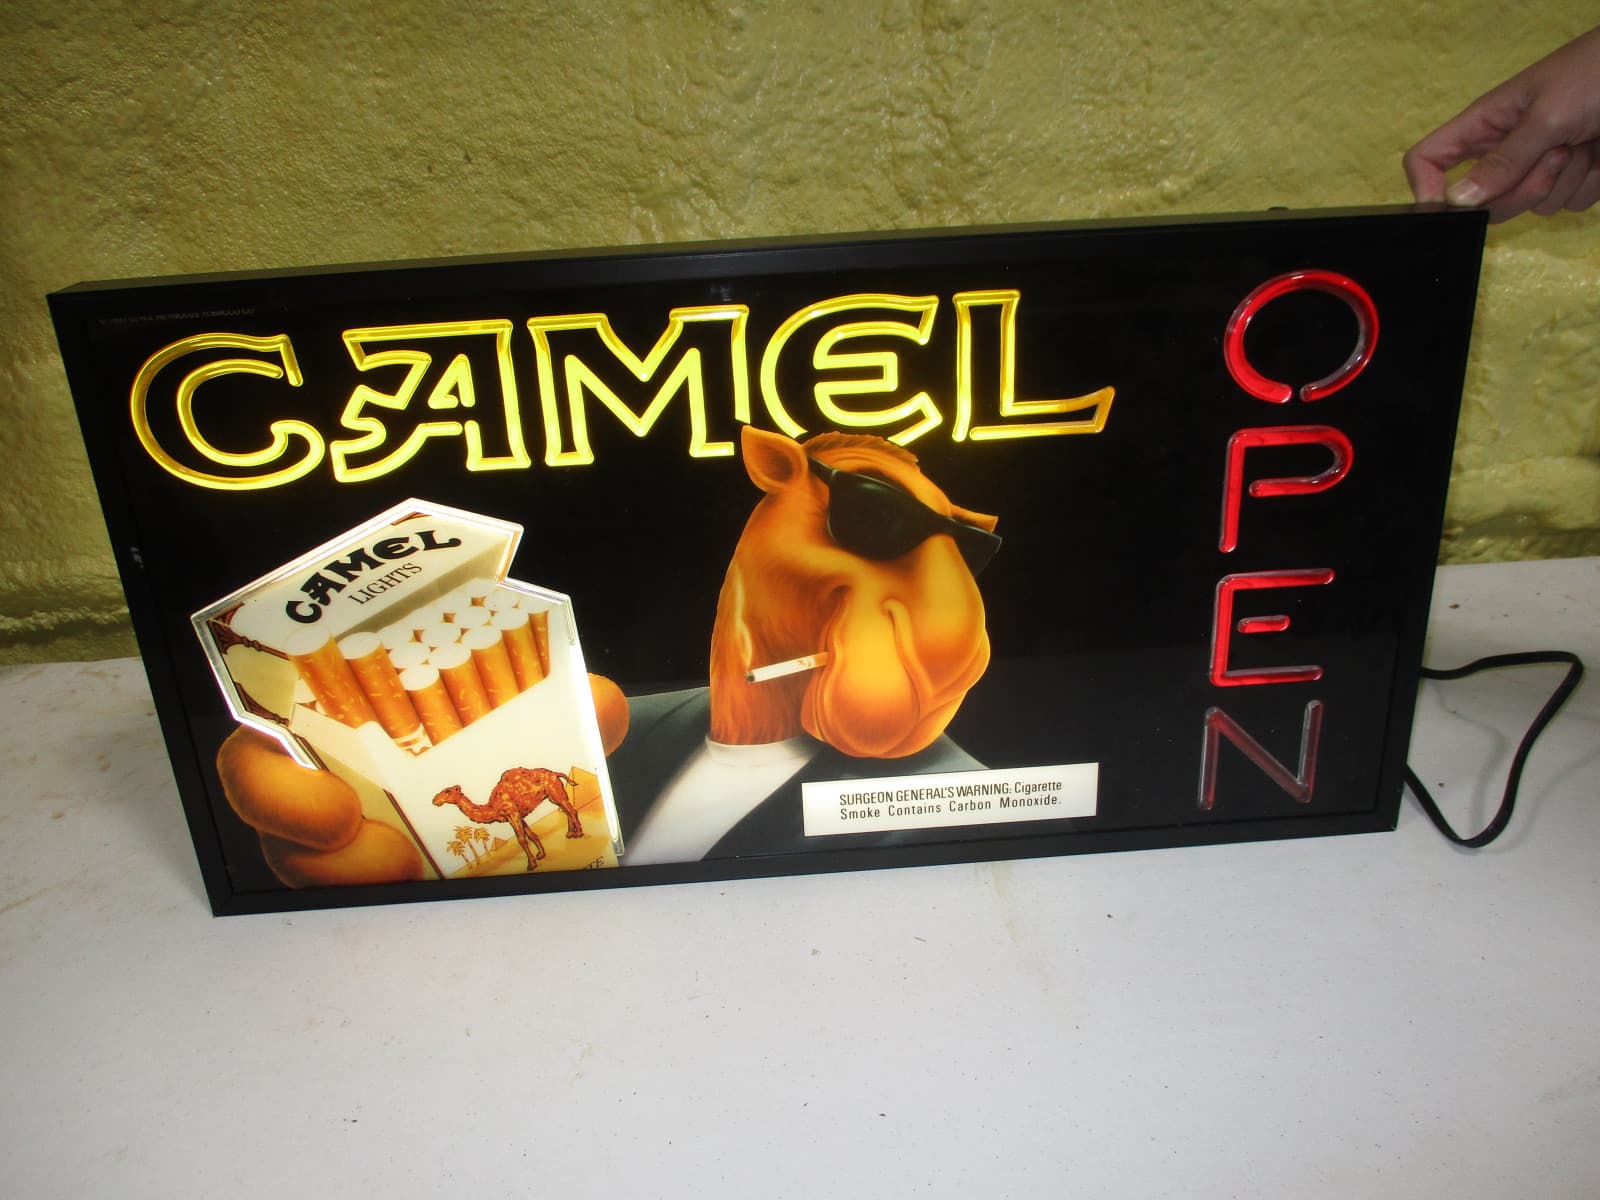 CAMEL
OPEN
CAMEL
LIGHTS
SURGEON GENERAL'S WARNING: Cigarette
Smoke Contains Carbon Monoxide.